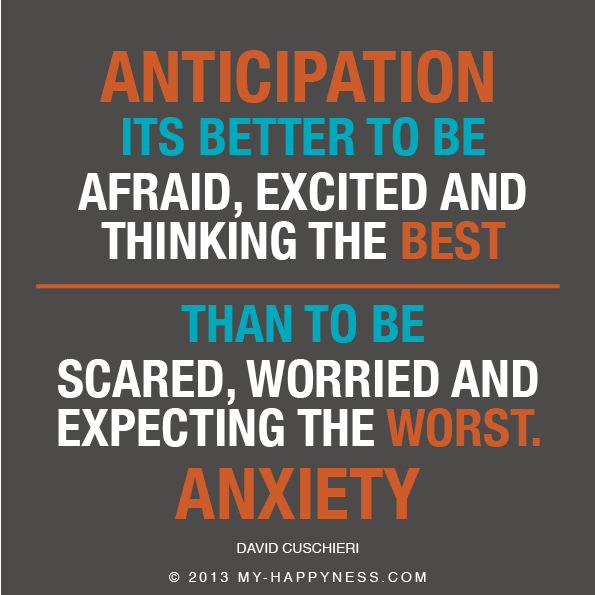 ANTICIPATION
ITS BETTER TO BE
AFRAID, EXCITED AND
THINKING THE BEST
THAN TO BE
SCARED, WORRIED AND
EXPECTING THE WORST.
ANXIETY
DAVID CUSCHIERI
© 2013 MY-HAPPYNESS.COM